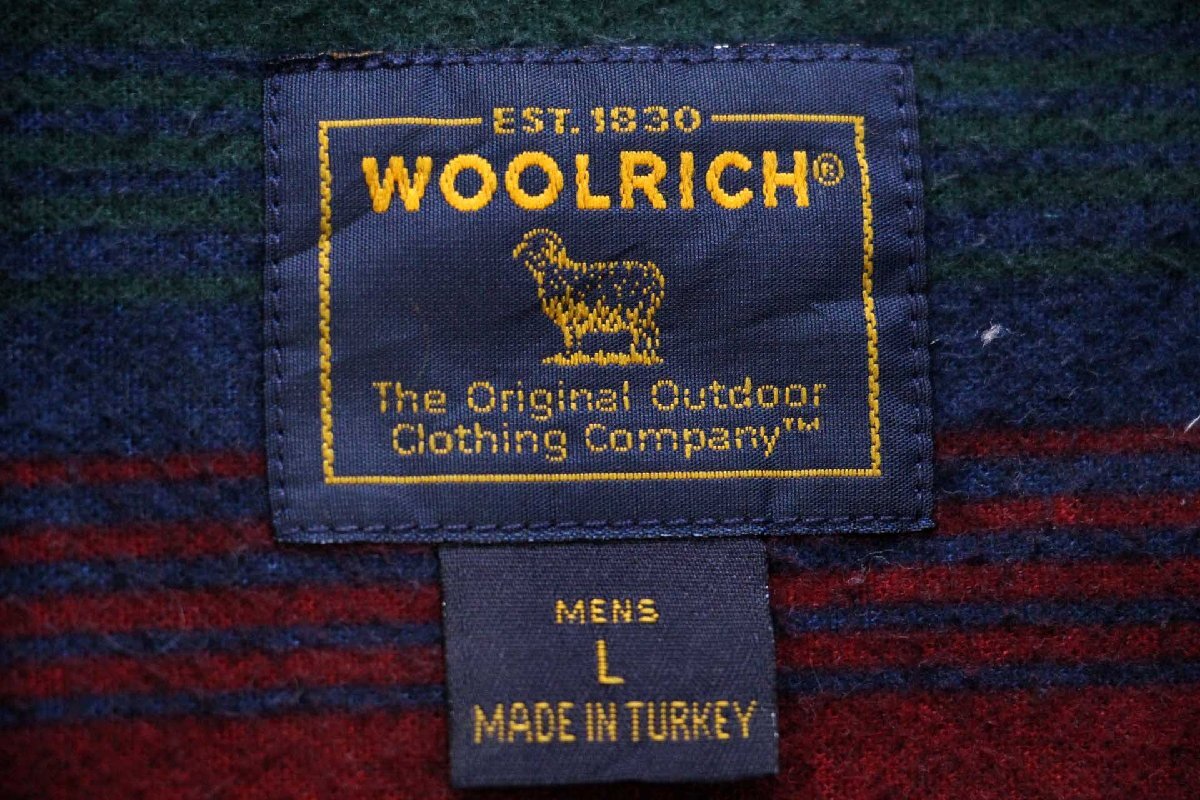 EST. 1830
WOOLRICH®
The Original Outdoor
Clothing Company™
MENS
L
MADE IN TURKEY